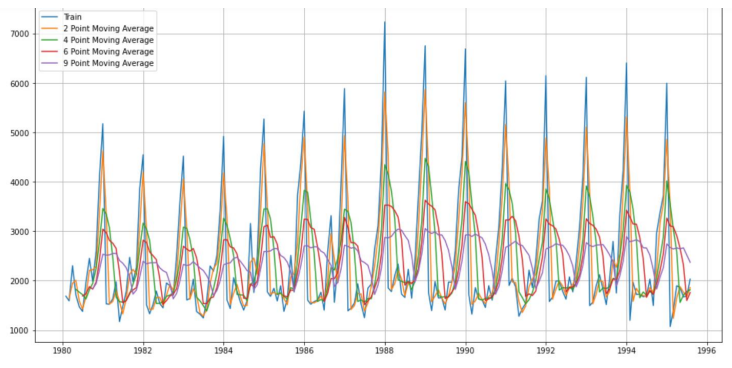 Train
2 Point Moving Average
4 Point Moving Average
6 Point Moving Average
9 Point Moving Average
7000
6000
5000
4000
3000
2000
1000
1980 1982 1984 1986 1988 1990 1992 1994 1996